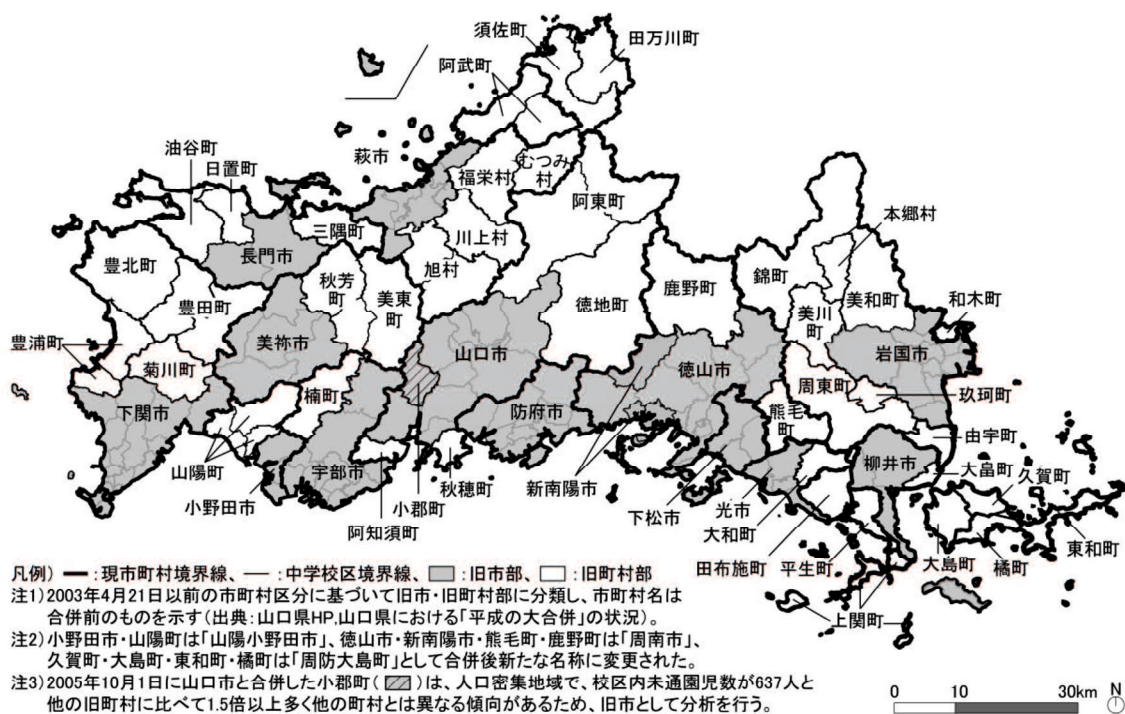 須佐町
田万川町
阿武町
油谷町
日置町
萩市
福栄村
むつみ村
阿東町
本郷村
三隅町
川上村
長門市
旭村
豊北町
秋芳町
美東町
徳地町
鹿野町
錦町
美和町
美川町
和木町
豊田町
豊浦町
美祢市
山口市
徳山市
岩国市
菊川町
楠町
周東町
玖珂町
下関市
防府市
熊毛町
由宇町
山陽町
宇部市
柳井市
大畠町
久賀町
小野田市
小郡町
秋穂町
新南陽市
下松市
光市
大和町
阿知須町
田布施町
平生町
大島町
橘町
東和町
上関町
凡例) ━━ :現市町村境界線、 ── :中学校区境界線、 :旧市部、 :旧町村部
注1)2003年4月21日以前の市町村区分に基づいて旧市・旧町村部に分類し、市町村名は
合併前のものを示す(出典:山口県HP,山口県における「平成の大合併」の状況)。
注2)小野田市・山陽町は「山陽小野田市」、徳山市・新南陽市・熊毛町・鹿野町は「周南市」、
久賀町・大島町・東和町・橘町は「周防大島町」として合併後新たな名称に変更された。
注3)2005年10月1日に山口市と合併した小郡町( )は、人口密集地域で、校区内未通園児数が637人と
他の旧町村に比べて1.5倍以上多く他の町村とは異なる傾向があるため、旧市として分析を行う。
0 10 30km N